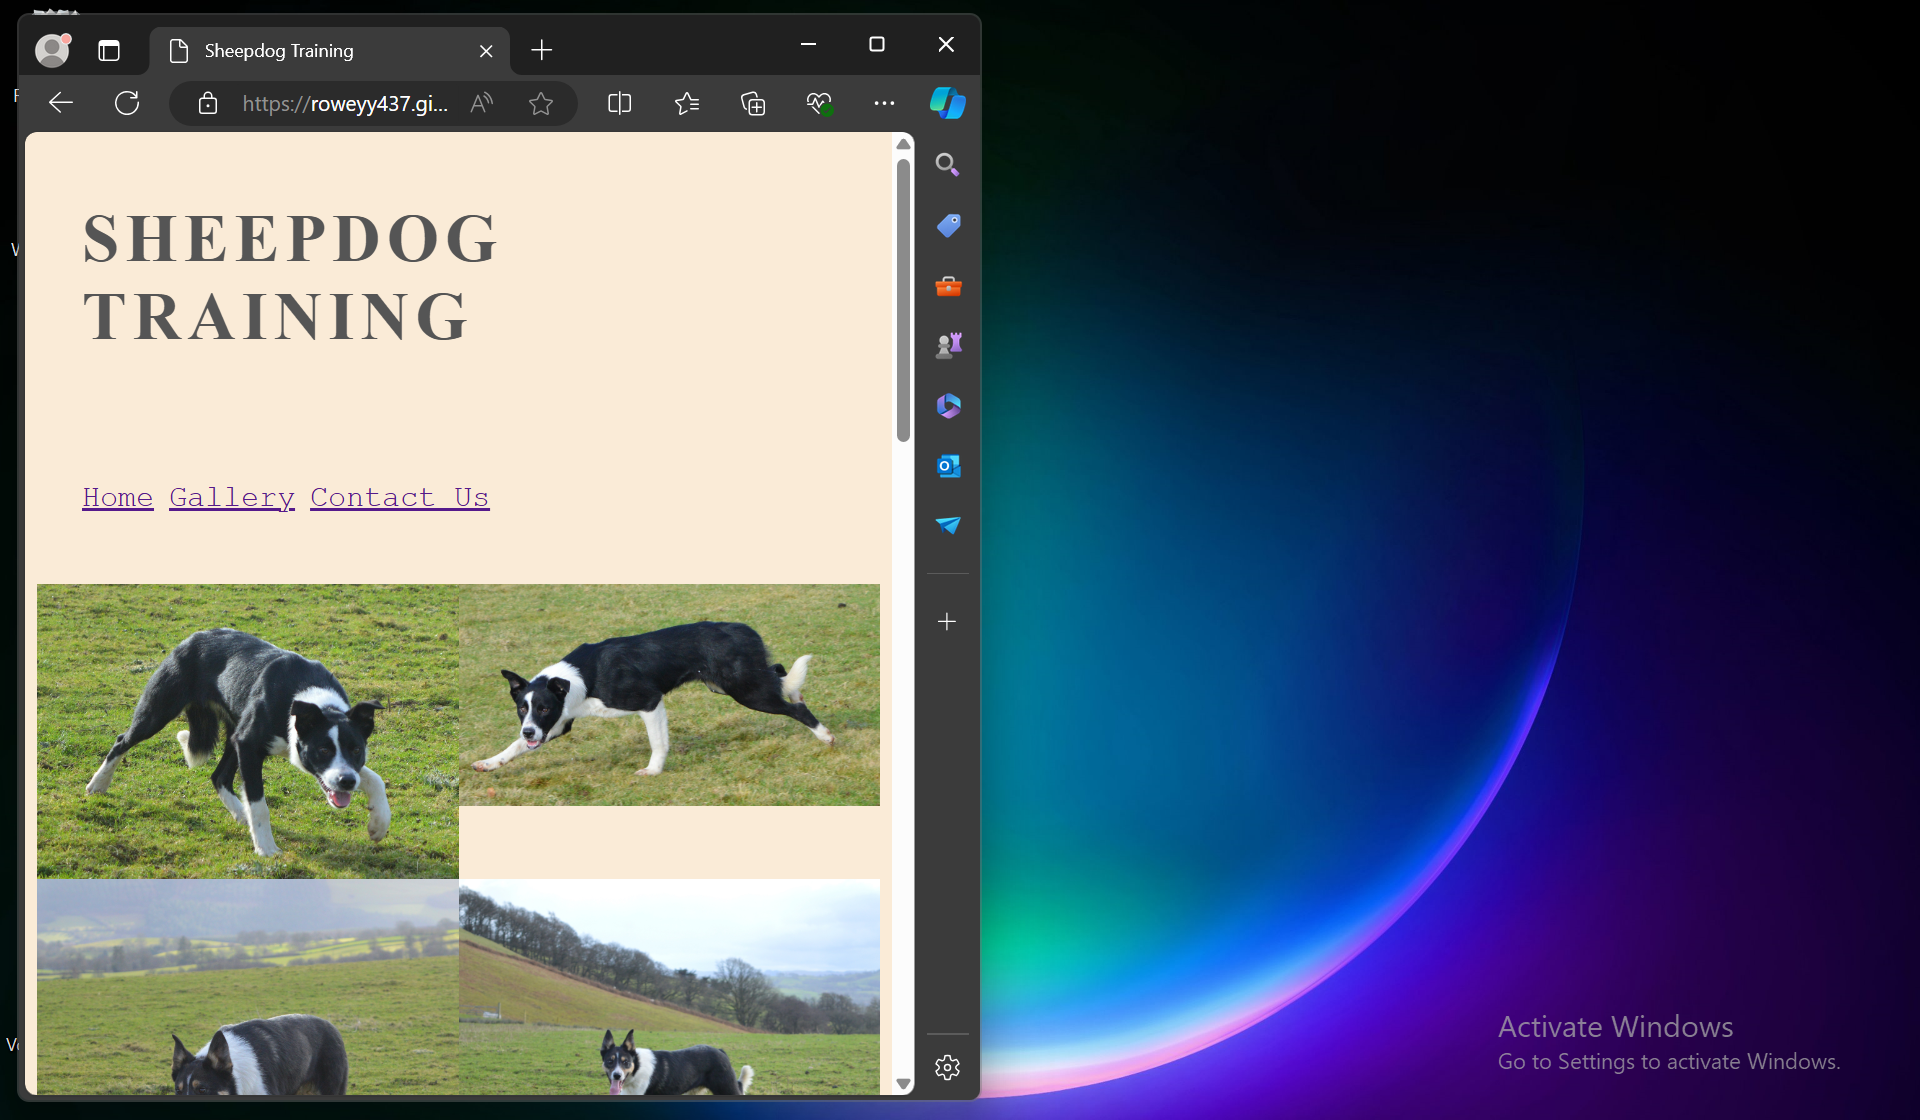 Sheepdog Training
https://roweyy437.gi...
SHEEPDOG
TRAINING
Home Gallery Contact Us
Activate Windows
Go to Settings to activate Windows.